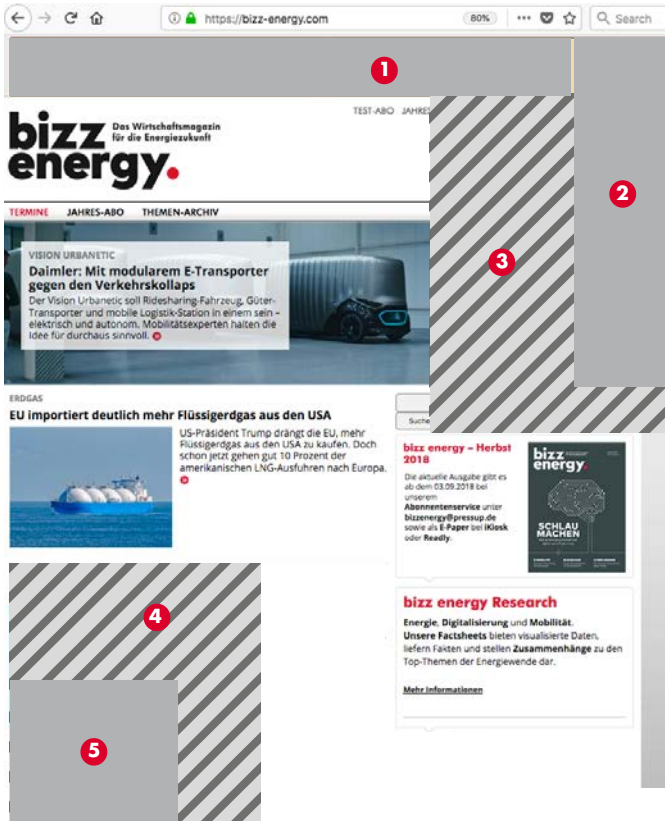 https://bizz-energy.com
80%
Search
1
TEST-ABO JAHRES
bizz
energy.
Das Wirtschaftsmagazin
für die Energiezukunft
2
3
TERMINE JAHRES-ABO THEMEN-ARCHIV
VISION URBANETIC
Daimler: Mit modularem E-Transporter
gegen den Verkehrskollaps
Der Vision Urbanetic soll Ridesharing-Fahrzeug, Güter-
Transporter und mobile Logistik-Station in einem sein –
elektrisch und autonom. Mobilitätsexperten halten die
Idee für durchaus sinnvoll.
ERDGAS
EU importiert deutlich mehr Flüssigerdgas aus den USA
US-Präsident Trump drängt die EU, mehr
Flüssigerdgas aus den USA zu kaufen. Doch
schon jetzt gehen gut 10 Prozent der
amerikanischen LNG-Ausfuhren nach Europa.
Suche
bizz energy – Herbst
2018
Die aktuelle Ausgabe gibt es
ab dem 03.09.2018 bei
unserem
Abonnentenservice unter
bizzenergy@pressup.de
sowie als E-Paper bei iKiosk
oder Readly.
bizz
energy.
SCHLAU
MACHEN
4
bizz energy Research
Energie, Digitalisierung und Mobilität.
Unsere Factsheets bieten visualisierte Daten,
liefern Fakten und stellen Zusammenhänge zu den
Top-Themen der Energiewende dar.
Mehr Informationen
5